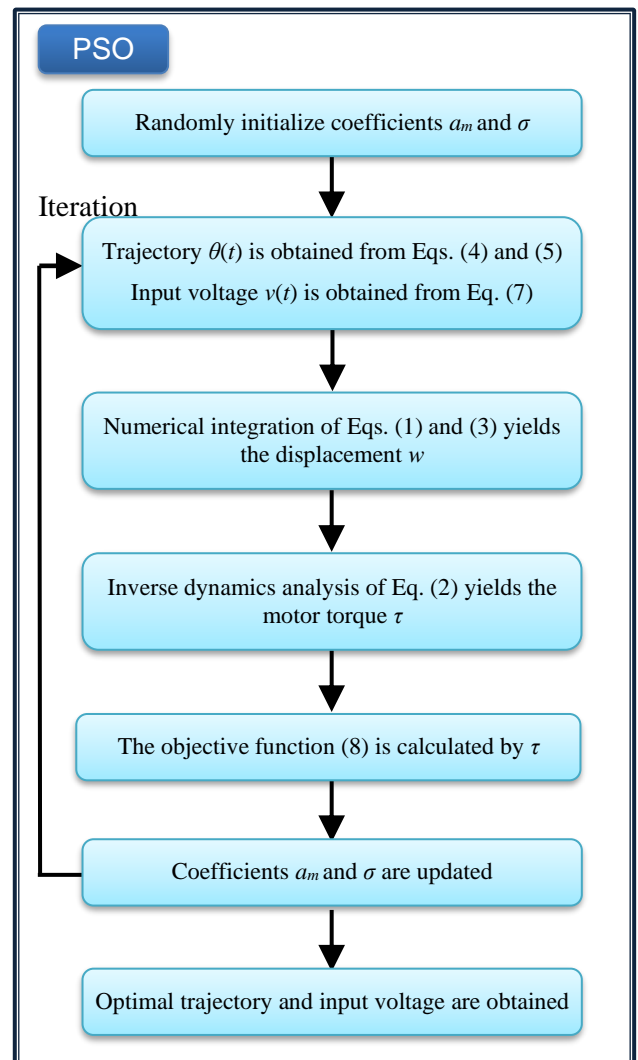 PSO
Randomly initialize coefficients aₘ and σ
Iteration
Trajectory θ(t) is obtained from Eqs. (4) and (5)
Input voltage v(t) is obtained from Eq. (7)
Numerical integration of Eqs. (1) and (3) yields
the displacement w
Inverse dynamics analysis of Eq. (2) yields the
motor torque τ
The objective function (8) is calculated by τ
Coefficients aₘ and σ are updated
Optimal trajectory and input voltage are obtained